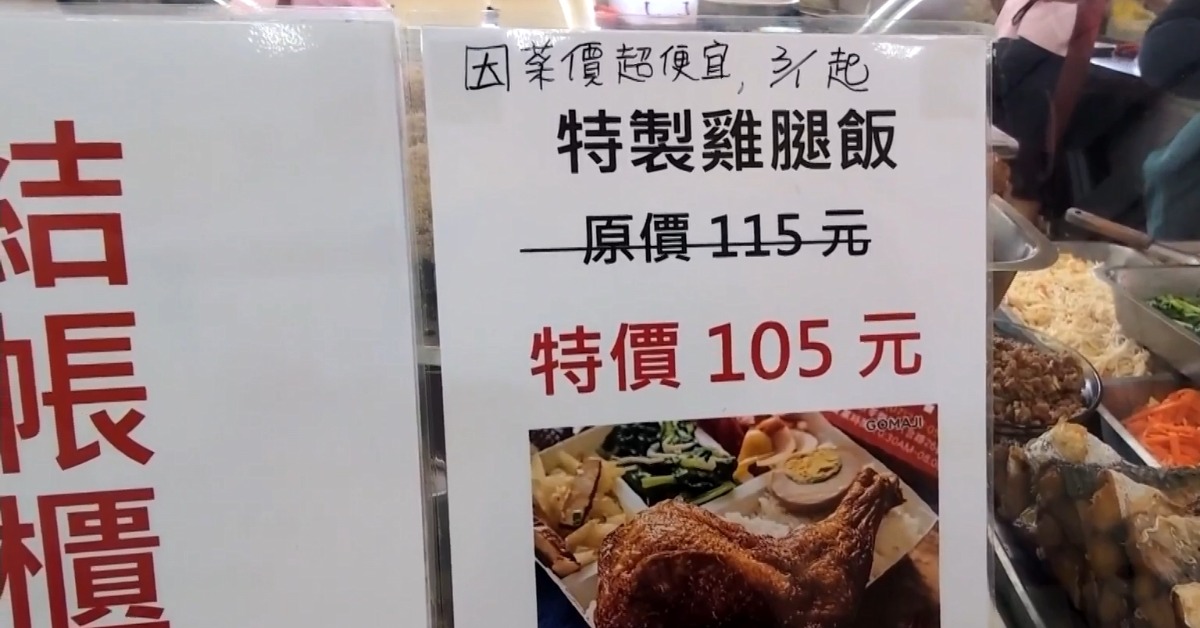 結帳櫃
因菜價超便宜, 3/1 起
特製雞腿飯
原價 115 元
特價 105 元
GOMAJI